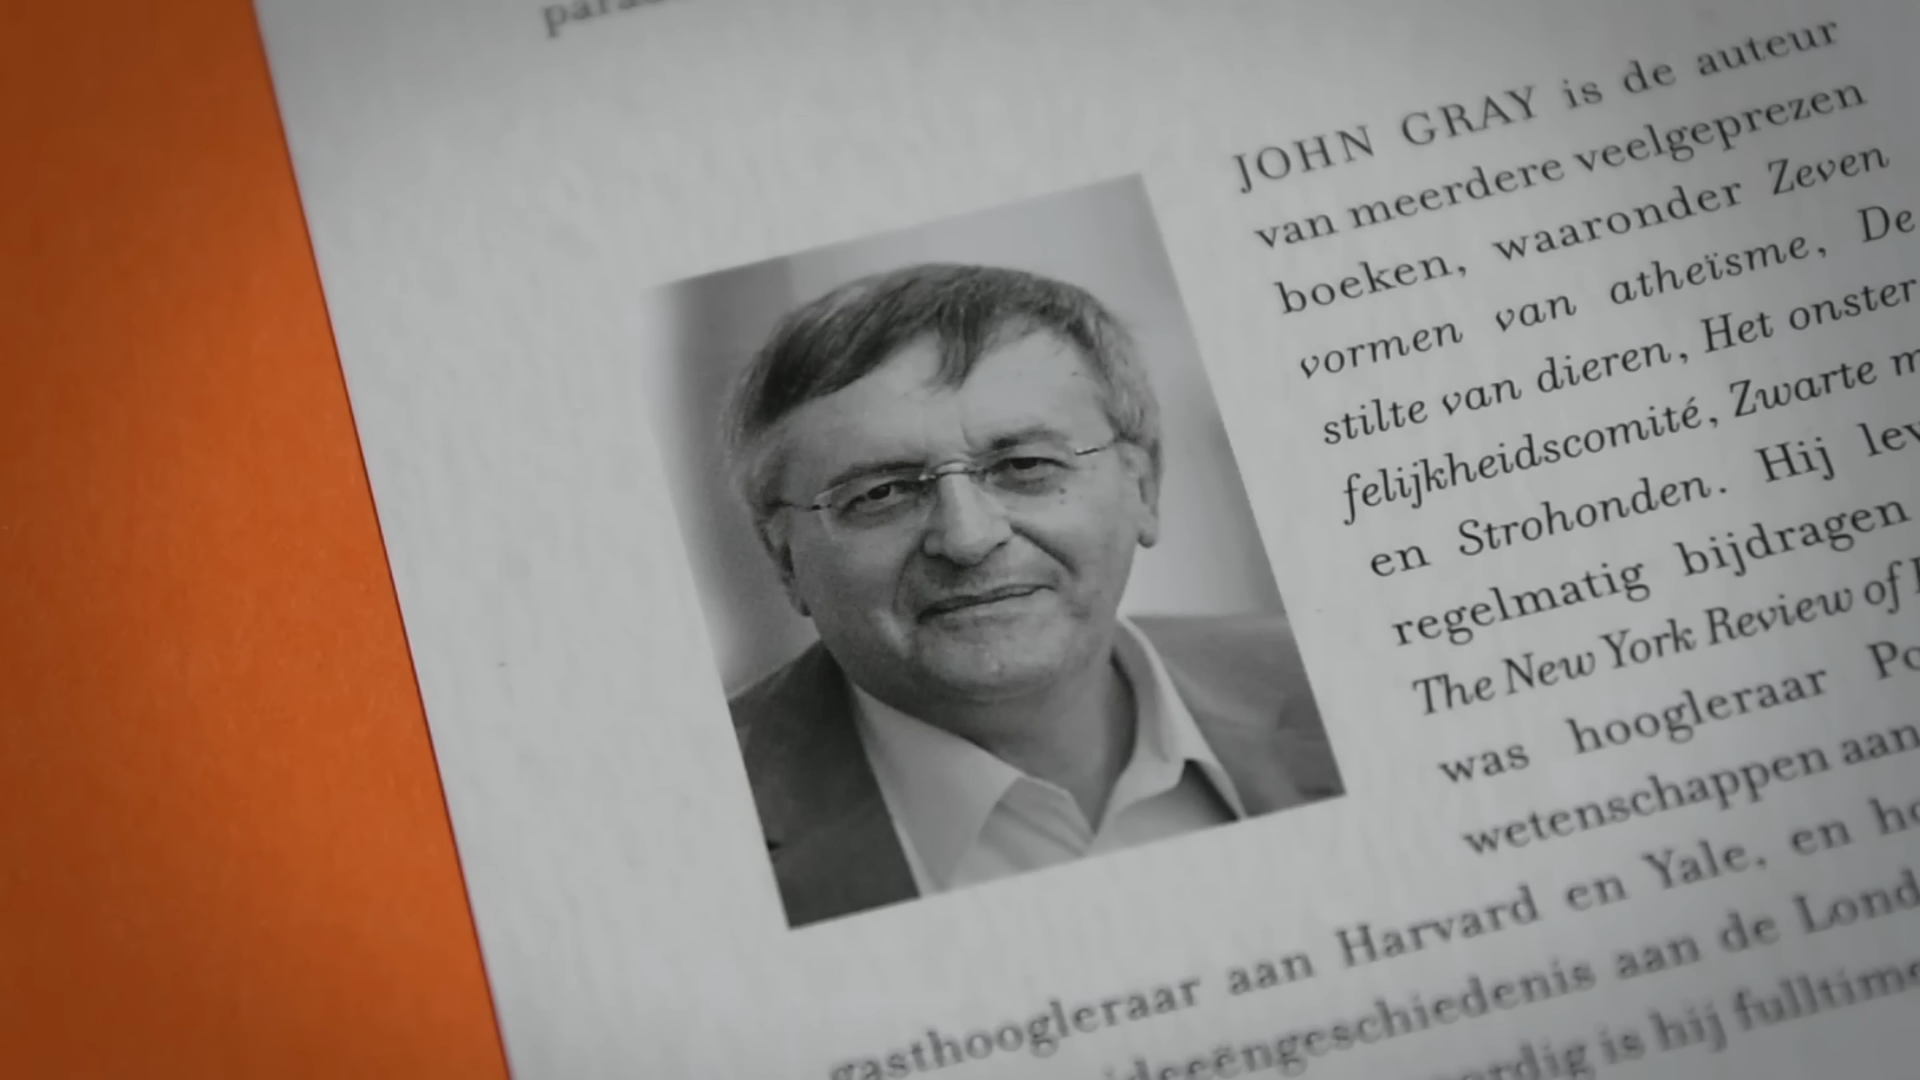 JOHN GRAY is de auteur
van meerdere veelgeprezen
boeken, waaronder Zeven
vormen van atheïsme, De
stilte van dieren, Het onster
felijkheidscomité, Zwarte m
en Strohonden. Hij lev
regelmatig bijdragen
The New York Review of
was hoogleraar Po
wetenschappen aan
gasthoogleraar aan Harvard en Yale, en ho
ideeëngeschiedenis aan de Lond
is hij fulltime